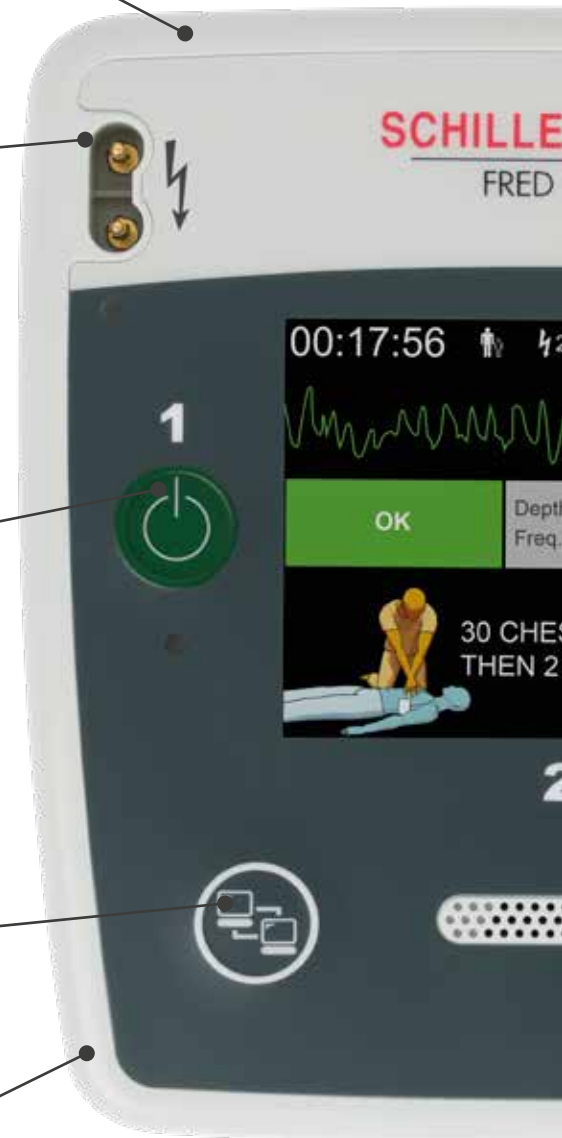 SCHILLE
FRED
00:17:56
1
OK
Depth
Freq.
30 CHES
THEN 2
2